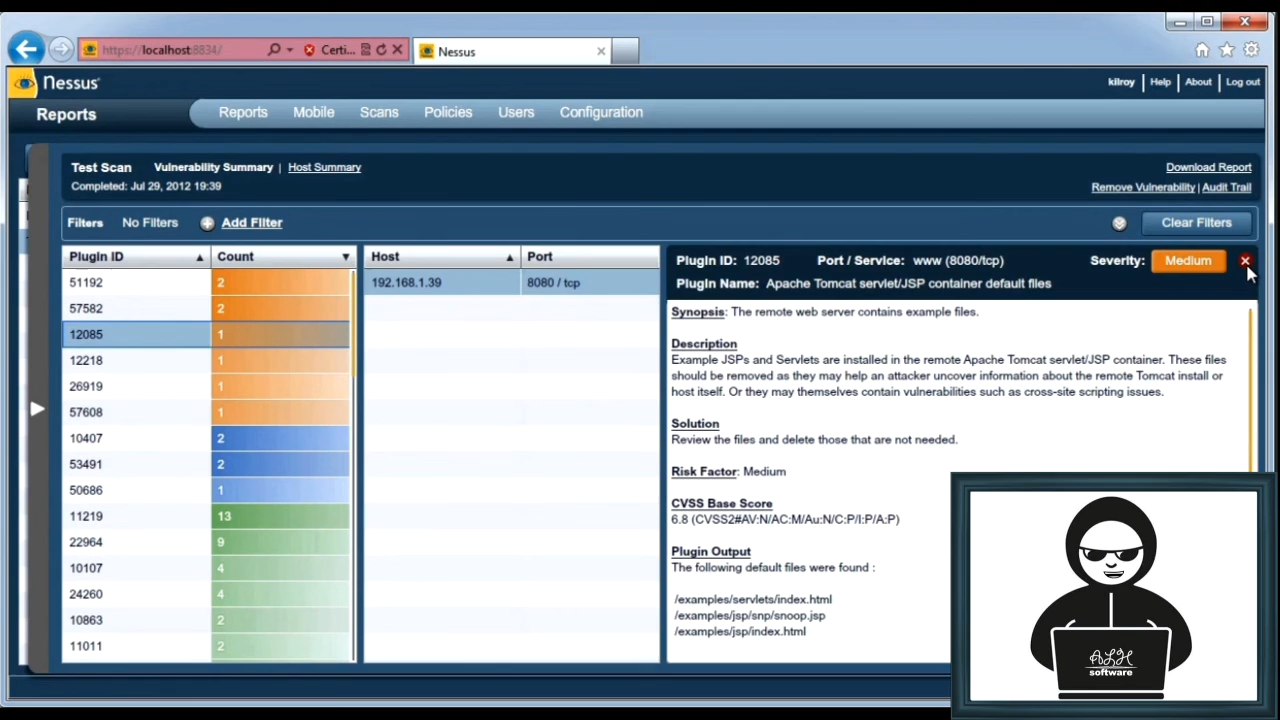 https://localhost:8834/
Certi...
Nessus
Nessus
kilroy | Help | About | Log out
Reports
Reports Mobile Scans Policies Users Configuration
Test Scan Vulnerability Summary | Host Summary
Download Report
Completed: Jul 29, 2012 19:39
Remove Vulnerability | Audit Trail
Filters No Filters Add Filter
Clear Filters
Plugin ID Count
51192 2
57582 2
12085 1
12218 1
26919 1
57608 1
10407 2
53491 2
50686 1
11219 13
22964 9
10107 4
24260 4
10863 2
11011 2
Host Port
192.168.1.39 8080 / tcp
Plugin ID: 12085 Port / Service: www (8080/tcp) Severity: Medium
Plugin Name: Apache Tomcat servlet/JSP container default files
Synopsis: The remote web server contains example files.
Description
Example JSPs and Servlets are installed in the remote Apache Tomcat servlet/JSP container. These files
should be removed as they may help an attacker uncover information about the remote Tomcat install or
host itself. Or they may themselves contain vulnerabilities such as cross-site scripting issues.
Solution
Review the files and delete those that are not needed.
Risk Factor: Medium
CVSS Base Score
6.8 (CVSS2#AV:N/AC:M/Au:N/C:P/I:P/A:P)
Plugin Output
The following default files were found :
/examples/servlets/index.html
/examples/jsp/snp/snoop.jsp
/examples/jsp/index.html
software